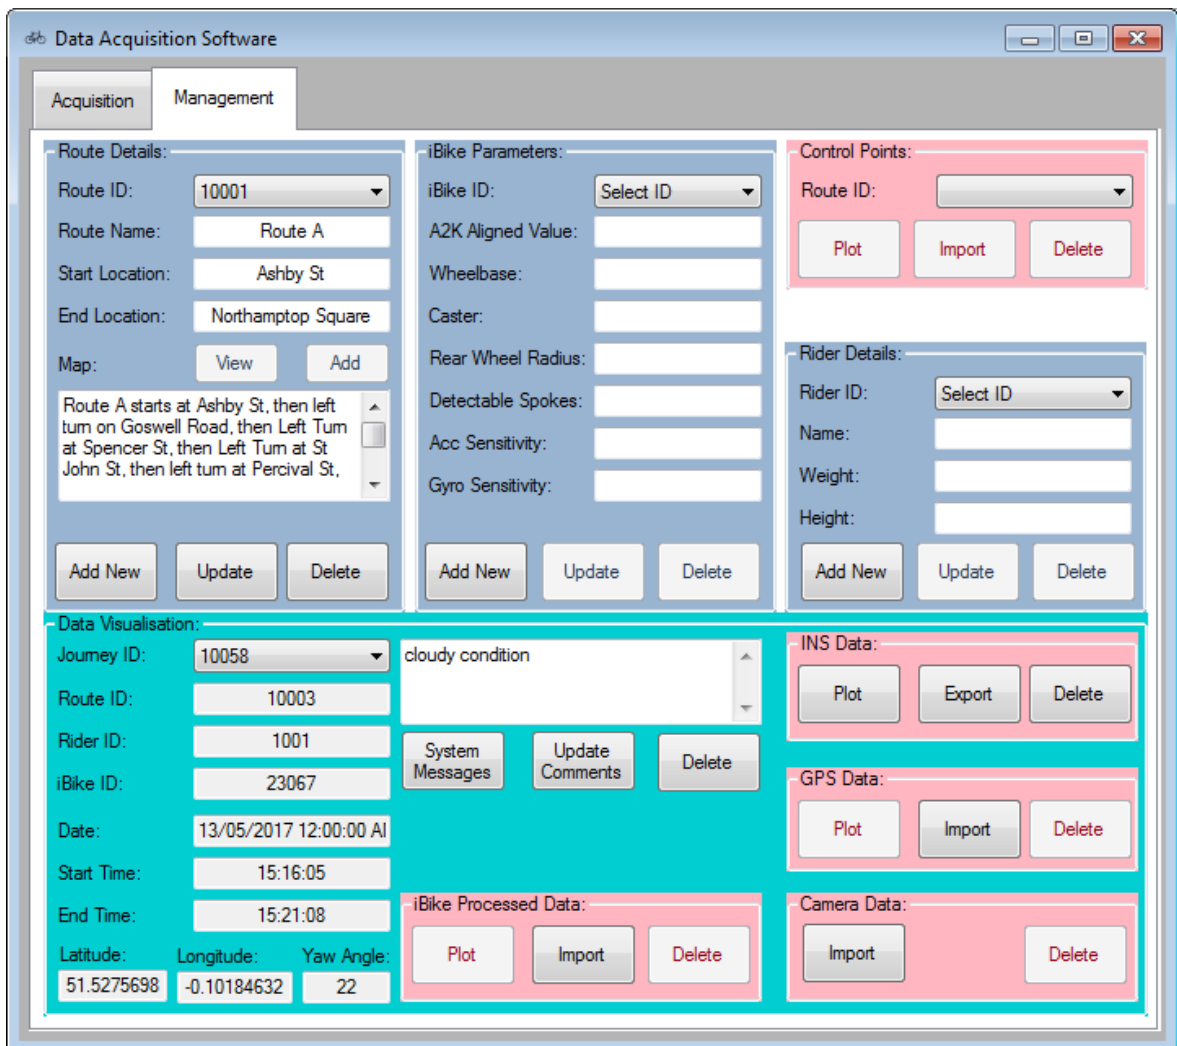 Data Acquisition Software
Acquisition
Management
Route Details:
Route ID:
10001
Route Name:
Route A
Start Location:
Ashby St
End Location:
Northamptop Square
Map:
View
Add
Route A starts at Ashby St, then left
turn on Goswell Road, then Left Turn
at Spencer St, then Left Turn at St
John St, then left turn at Percival St,
Add New
Update
Delete
iBike Parameters:
iBike ID:
Select ID
A2K Aligned Value:
Wheelbase:
Caster:
Rear Wheel Radius:
Detectable Spokes:
Acc Sensitivity:
Gyro Sensitivity:
Add New
Update
Delete
Control Points:
Route ID:
Plot
Import
Delete
Rider Details:
Rider ID:
Select ID
Name:
Weight:
Height:
Add New
Update
Delete
Data Visualisation:
Journey ID:
10058
Route ID:
10003
Rider ID:
1001
iBike ID:
23067
Date:
13/05/2017 12:00:00 AI
Start Time:
15:16:05
End Time:
15:21:08
Latitude:
Longitude:
Yaw Angle:
51.5275698
-0.10184632
22
cloudy condition
System
Messages
Update
Comments
Delete
iBike Processed Data:
Plot
Import
Delete
INS Data:
Plot
Export
Delete
GPS Data:
Plot
Import
Delete
Camera Data:
Import
Delete